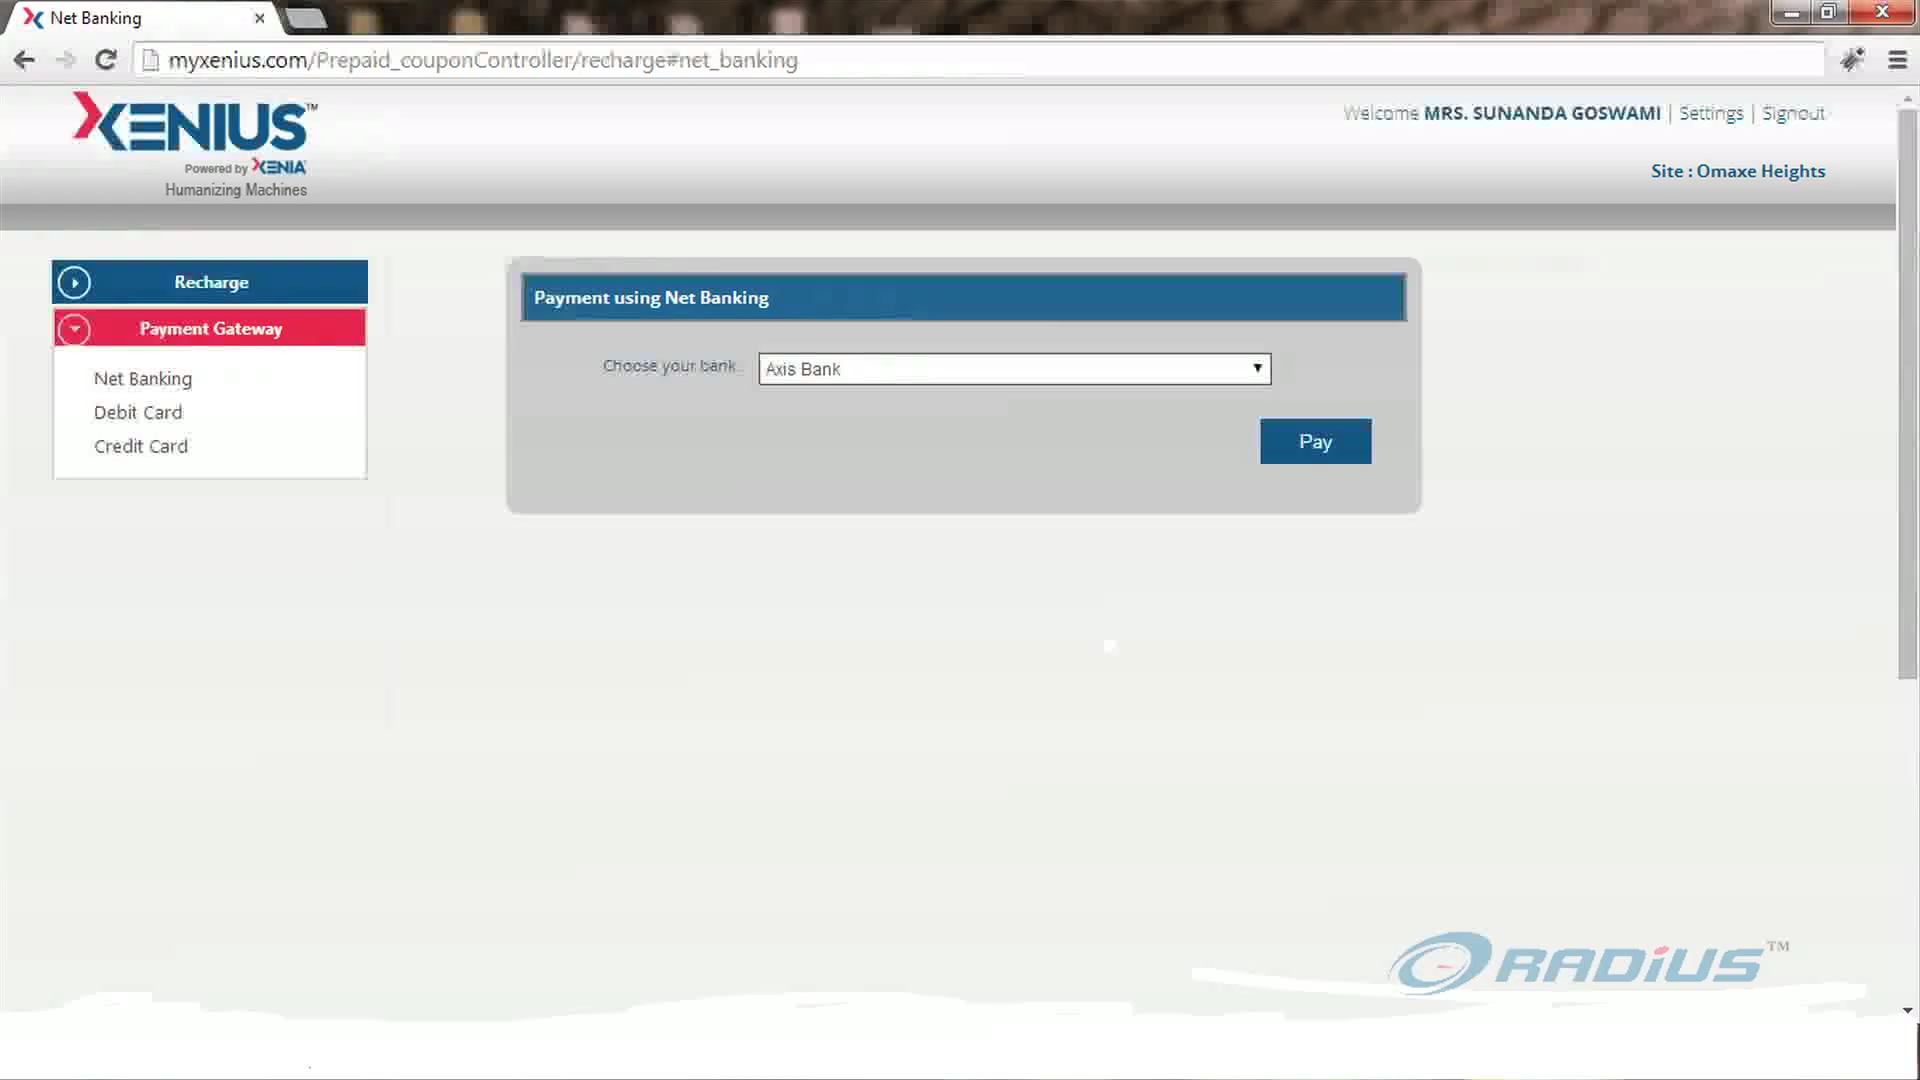 Net Banking
myxenius.com/Prepaid_couponController/recharge#net_banking
XENIUS™
Powered by XENIA
Humanizing Machines
Welcome MRS. SUNANDA GOSWAMI | Settings | Signout
Site : Omaxe Heights
Recharge
Payment Gateway
Net Banking
Debit Card
Credit Card
Payment using Net Banking
Choose your bank
Axis Bank
Pay
RADiUS™